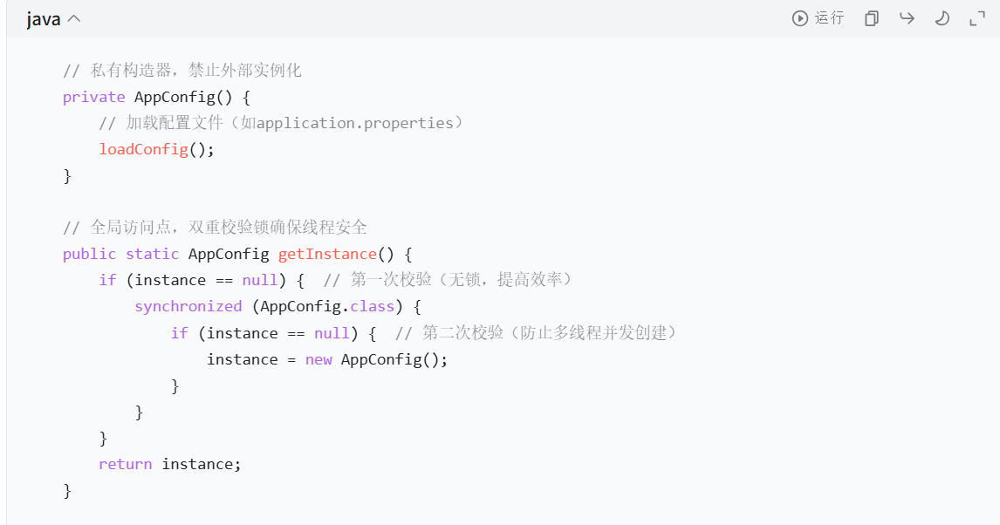 java
运行
// 私有构造器，禁止外部实例化
private AppConfig() {
// 加载配置文件（如application.properties）
loadConfig();
}
// 全局访问点，双重校验锁确保线程安全
public static AppConfig getInstance() {
if (instance == null) {  // 第一次校验（无锁，提高效率）
synchronized (AppConfig.class) {
if (instance == null) {  // 第二次校验（防止多线程并发创建）
instance = new AppConfig();
}
}
}
return instance;
}